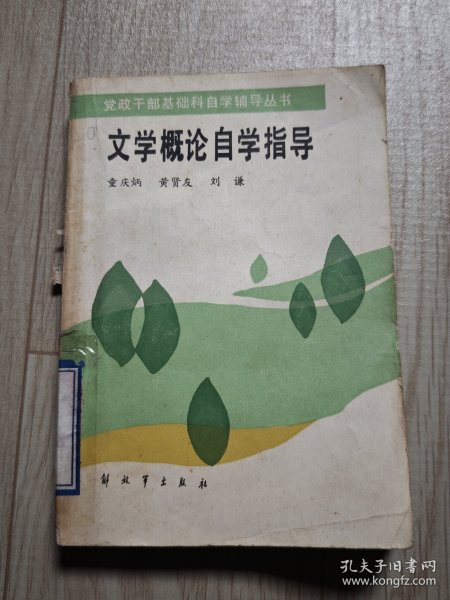 党政干部基础科自学辅导丛书
文学概论自学指导
童庆炳 黄贤友 刘谦
解放军出版社
孔夫子旧书网
www.kongfz.com